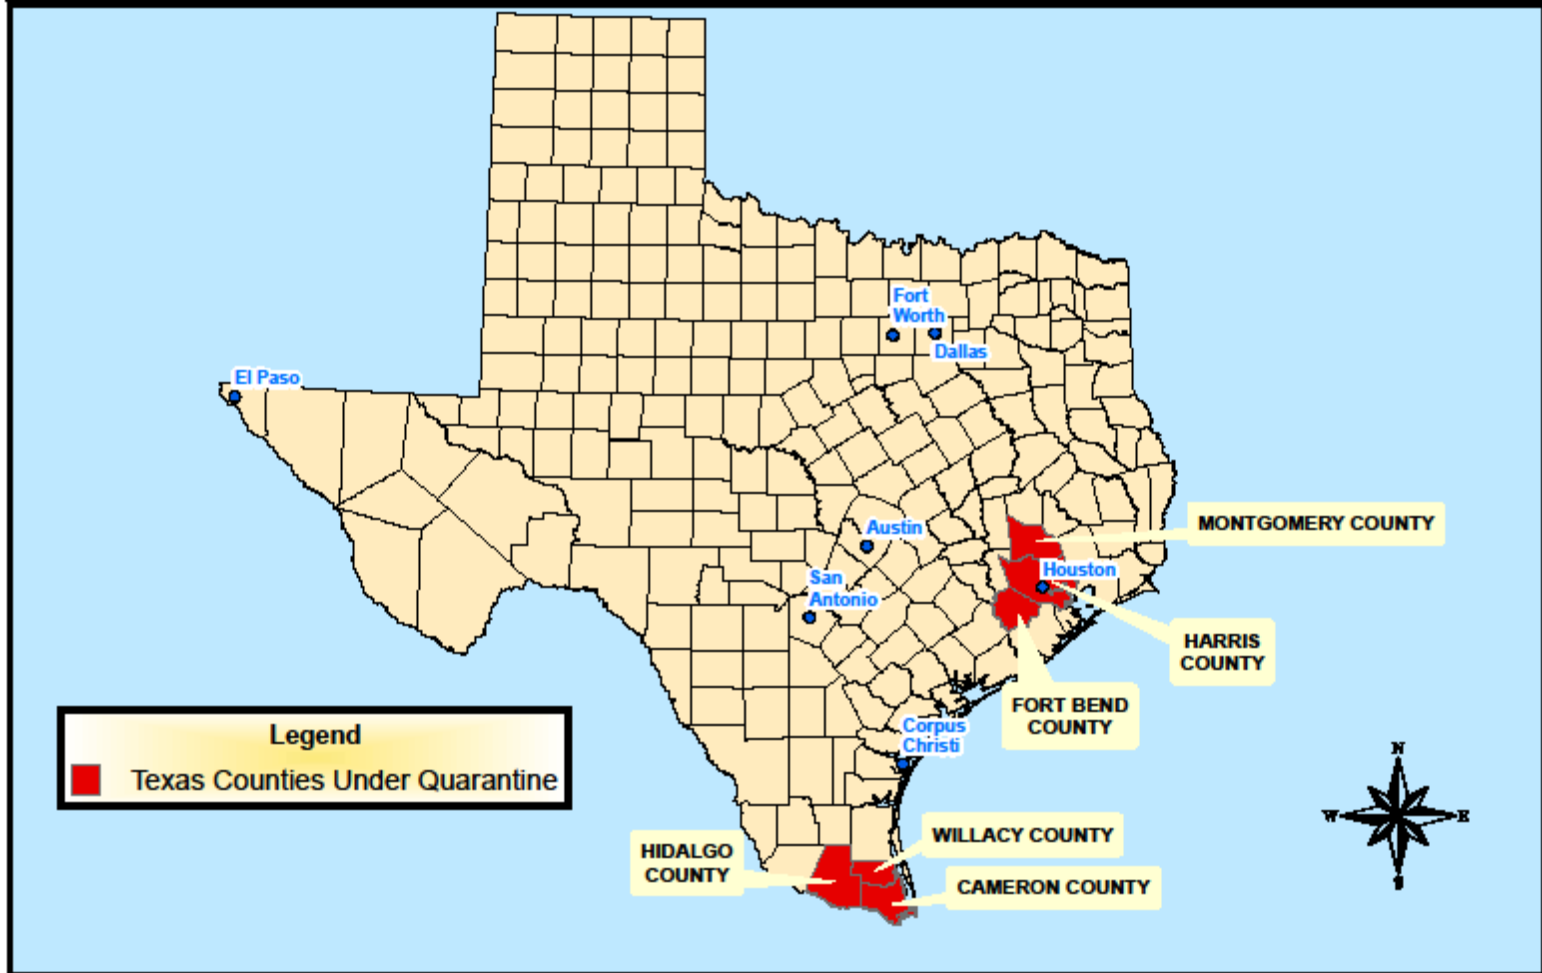 Fort
Worth
Dallas
El Paso
MONTGOMERY COUNTY
Austin
Houston
San
Antonio
HARRIS
COUNTY
FORT BEND
COUNTY
Corpus
Christi
Legend
Texas Counties Under Quarantine
N
W
E
S
WILLACY COUNTY
HIDALGO
COUNTY
CAMERON COUNTY